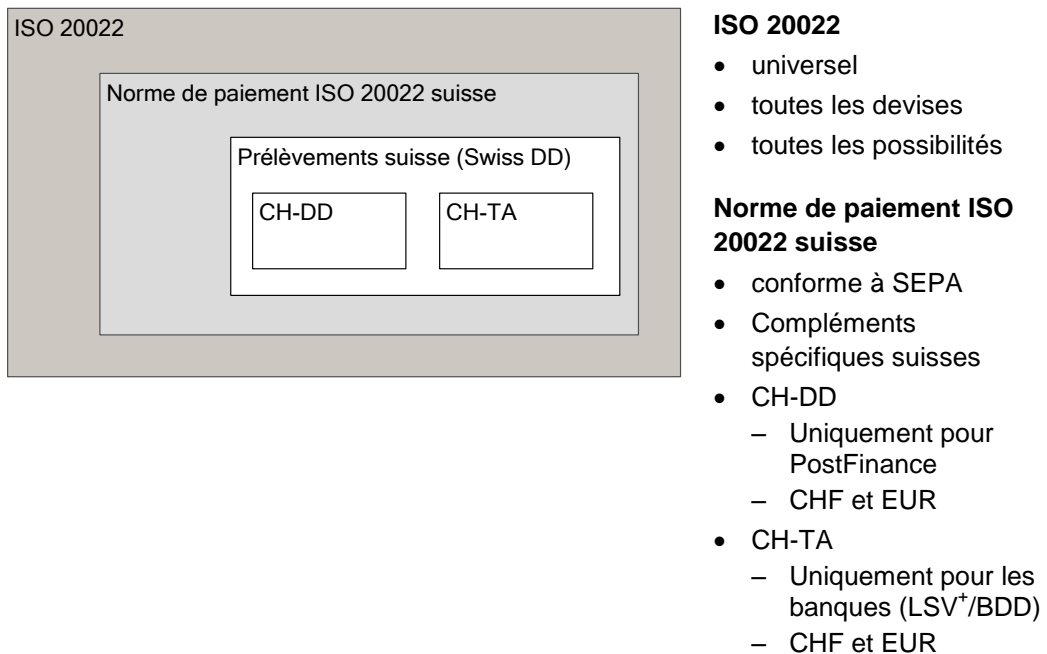 ISO 20022
Norme de paiement ISO 20022 suisse
Prélèvements suisse (Swiss DD)
CH-DD
CH-TA
ISO 20022
• universel
• toutes les devises
• toutes les possibilités
Norme de paiement ISO
20022 suisse
• conforme à SEPA
• Compléments
spécifiques suisses
• CH-DD
– Uniquement pour
PostFinance
– CHF et EUR
• CH-TA
– Uniquement pour les
banques (LSV+/BDD)
– CHF et EUR